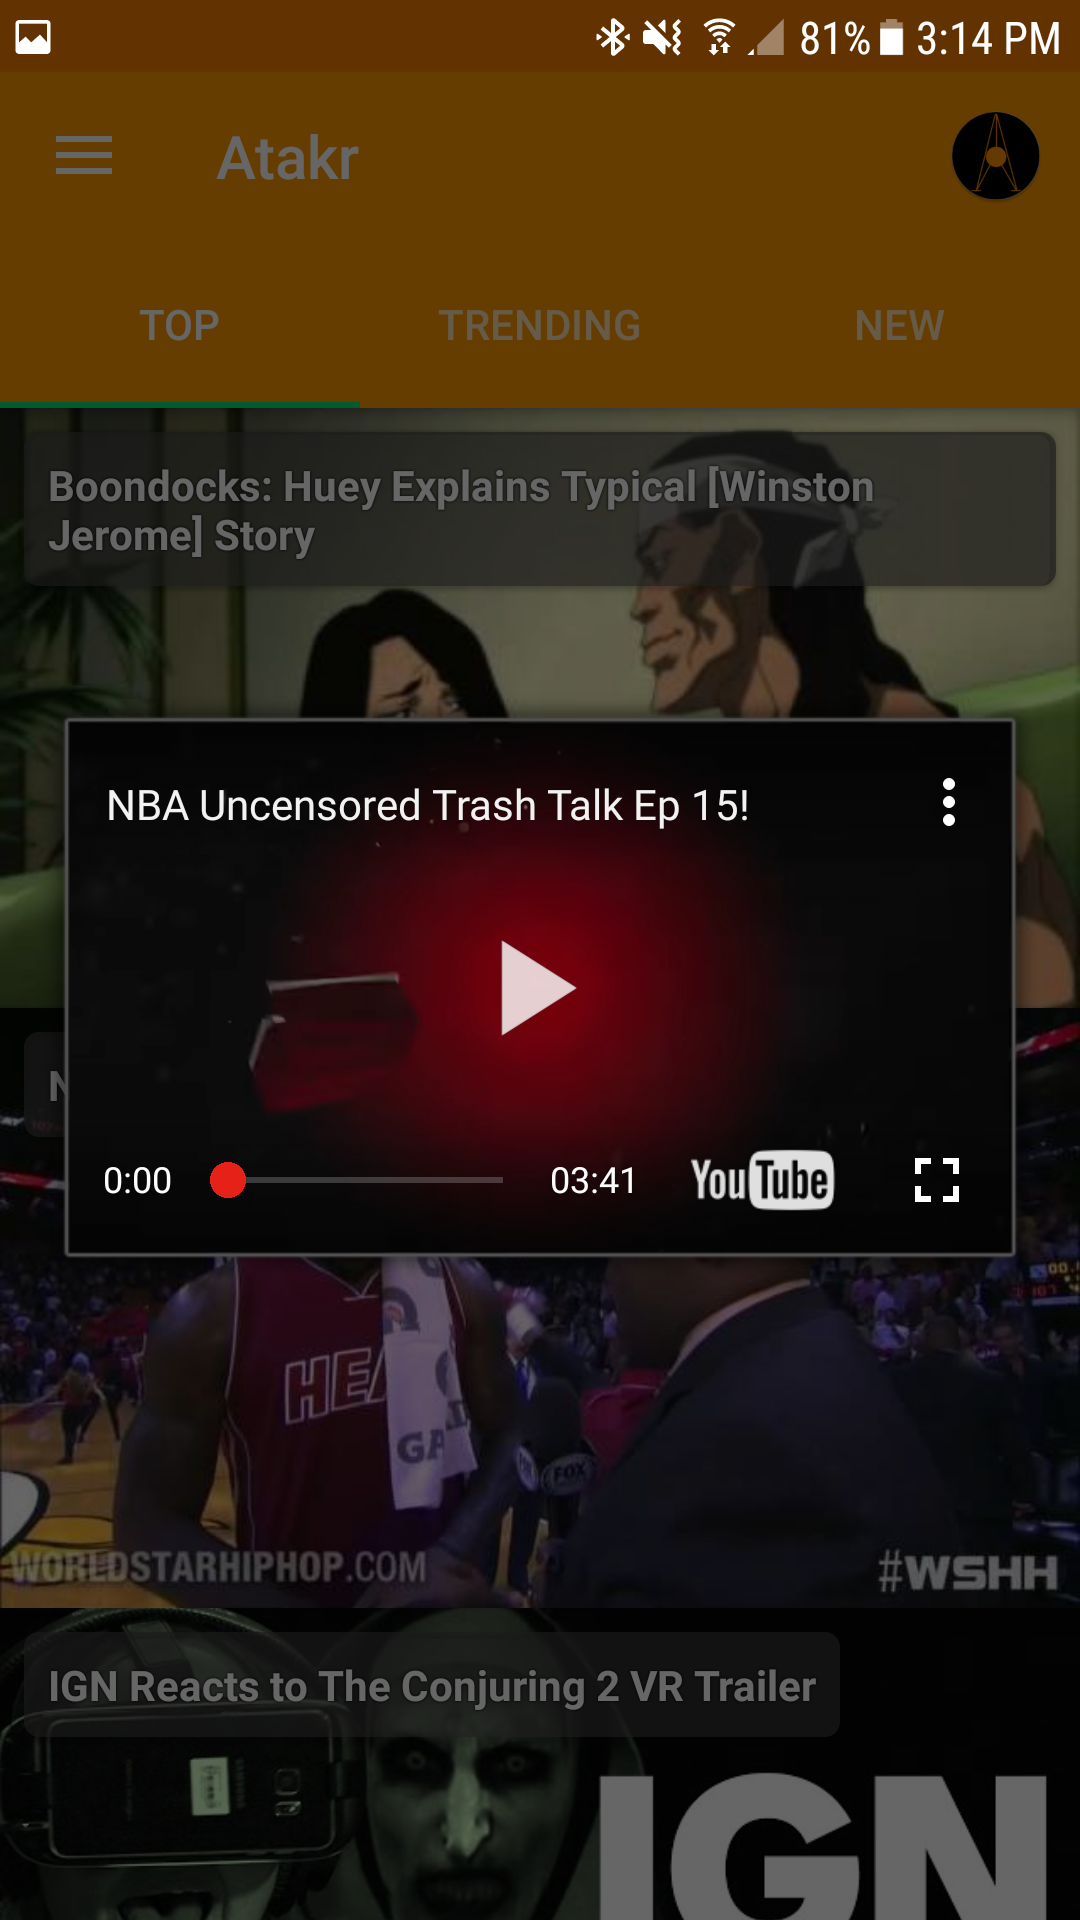 81% 3:14 PM
Atakr
TOP TRENDING NEW
Boondocks: Huey Explains Typical [Winston
Jerome] Story
NBA Uncensored Trash Talk Ep 15!
0:00 03:41 YouTube
HEA
FOX
WORLDSTARHIPHOP.COM #WSHH
IGN Reacts to The Conjuring 2 VR Trailer
IGN